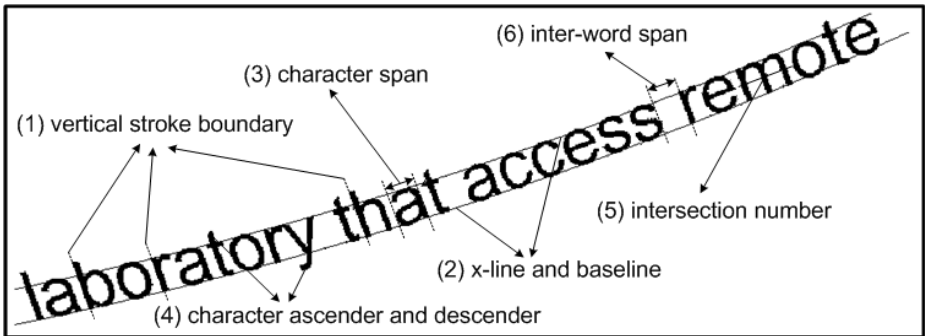 (6) inter-word span
(3) character span
(1) vertical stroke boundary
laboratory that access remote
(5) intersection number
(2) x-line and baseline
(4) character ascender and descender